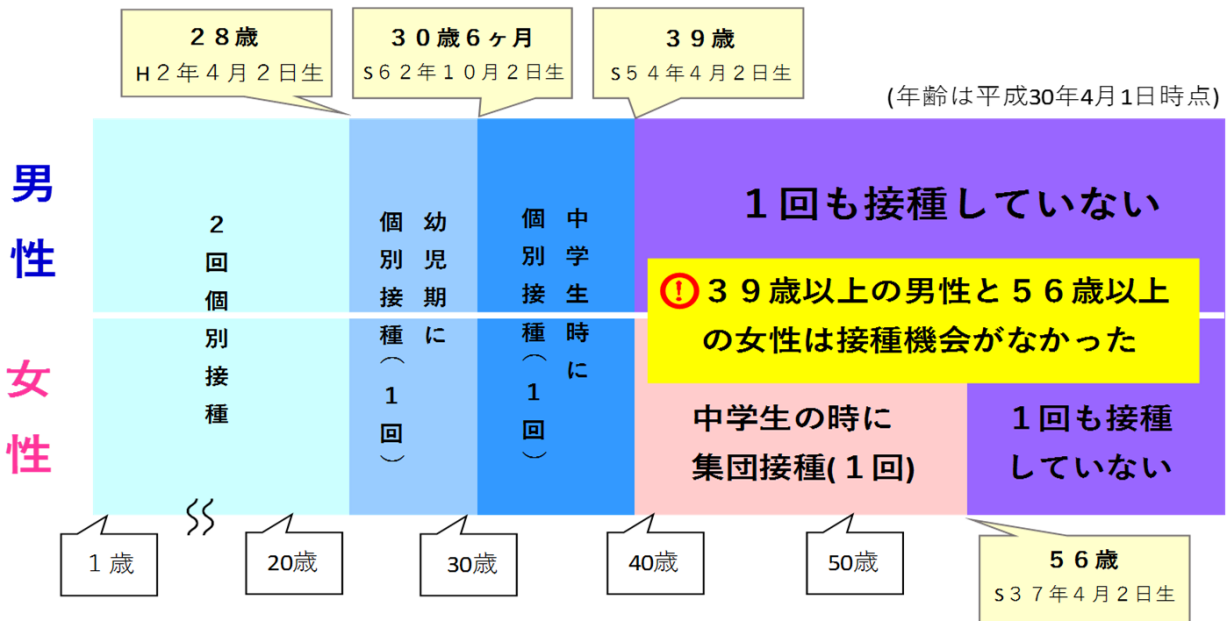 ２８歳
H２年４月２日生
３０歳６ヶ月
S６２年１０月２日生
３９歳
S５４年４月２日生
(年齢は平成30年4月1日時点)
男性
女性
２回個別接種
幼児期に
個別接種（１回）
中学生時に
個別接種（１回）
１回も接種していない
３９歳以上の男性と５６歳以上
の女性は接種機会がなかった
中学生の時に
集団接種(１回)
１回も接種
していない
１歳
20歳
30歳
40歳
50歳
５６歳
S３７年４月２日生